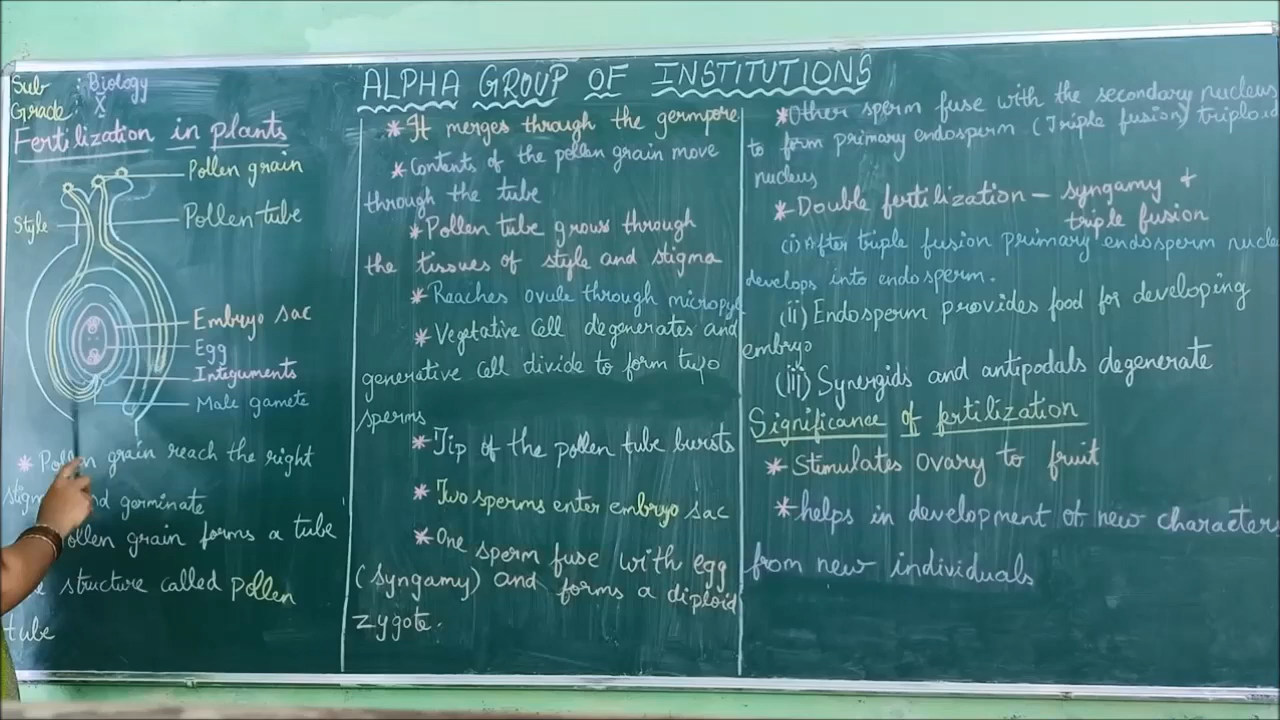 ALPHA GROUP OF INSTITUTIONS
Sub : Biology
Grade : X
Fertilization in plants
Pollen grain
Style
Pollen tube
Embryo sac
Egg
Integuments
Male gamete
* Pollen grain reach the right
and germinate
grain forms a tube
structure called pollen
tube
* It merges through the germpore
* Contents of the pollen grain move
through the tube
* Pollen tube grows through
the tissues of style and stigma
* Reaches ovule through micropyl
* Vegetative cell degenerates and
generative cell divide to form two
sperms
* Tip of the pollen tube bursts
* Two sperms enter embryo sac
* One sperm fuse with egg
(syngamy) and forms a diploid
zygote.
* Other sperm fuse with the secondary nucleus
to form primary endosperm (Triple fusion) triploid
nucleus
* Double fertilization - syngamy &
triple fusion
(i) After triple fusion primary endosperm nucle
develops into endosperm.
(ii) Endosperm provides food for developing
embryo
(iii) Synergids and antipodals degenerate
Significance of fertilization
* Stimulates ovary to fruit
* helps in development of new character
from new individuals